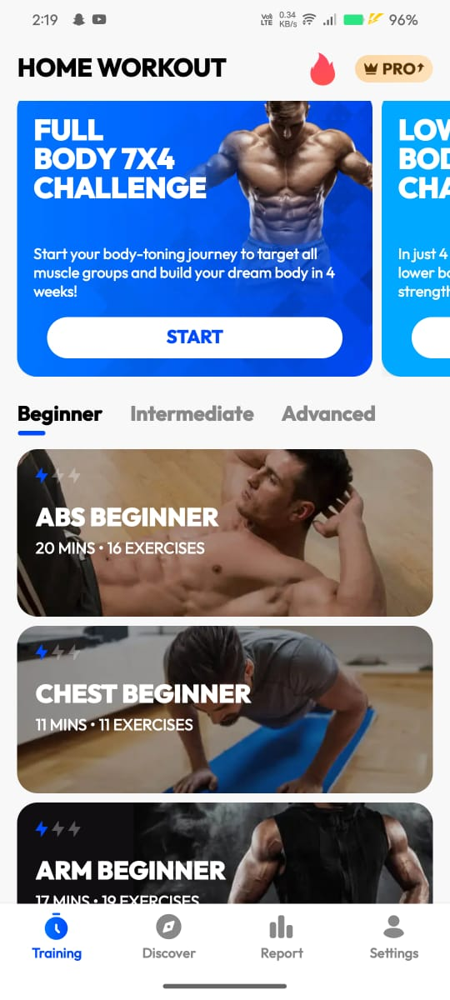 2:19
Vo) LTE
0.34 KB/s
96%
HOME WORKOUT
PRO
FULL
BODY 7X4
CHALLENGE
Start your body-toning journey to target all
muscle groups and build your dream body in 4
weeks!
START
LOW
BOD
CHA
In just 4
lower bo
strength
Beginner Intermediate Advanced
ABS BEGINNER
20 MINS • 16 EXERCISES
CHEST BEGINNER
11 MINS • 11 EXERCISES
ARM BEGINNER
17 MINS • 19 EXERCISES
Training Discover Report Settings